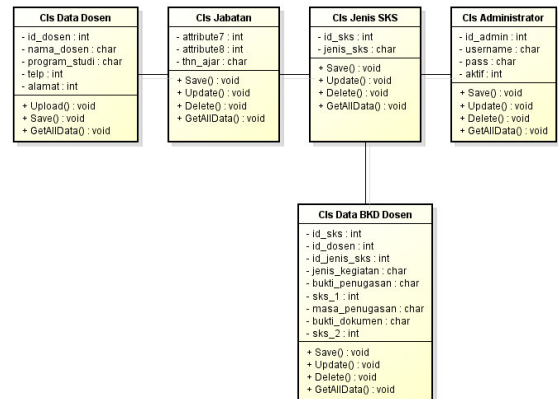 Cls Data Dosen
- id_dosen : int
- nama_dosen : char
- program_studi : char
- telp : int
- alamat : int
+ Upload() : void
+ Save() : void
+ GetAllData() : void
Cls Jabatan
- attribute7 : int
- attribute8 : int
- thn_ajar : char
+ Save() : void
+ Update() : void
+ Delete() : void
+ GetAllData() : void
Cls Jenis SKS
- id_sks : int
- jenis_sks : char
+ Save() : void
+ Update() : void
+ Delete() : void
+ GetAllData() : void
Cls Administrator
- id_admin : int
- username : char
- pass : char
- aktif : int
+ Save() : void
+ Update() : void
+ Delete() : void
+ GetAllData() : void
Cls Data BKD Dosen
- id_sks : int
- id_dosen : int
- id_jenis_sks : int
- jenis_kegiatan : char
- bukti_penugasan : char
- sks_1 : int
- masa_penugasan : char
- bukti_dokumen : char
- sks_2 : int
+ Save() : void
+ Update() : void
+ Delete() : void
+ GetAllData() : void